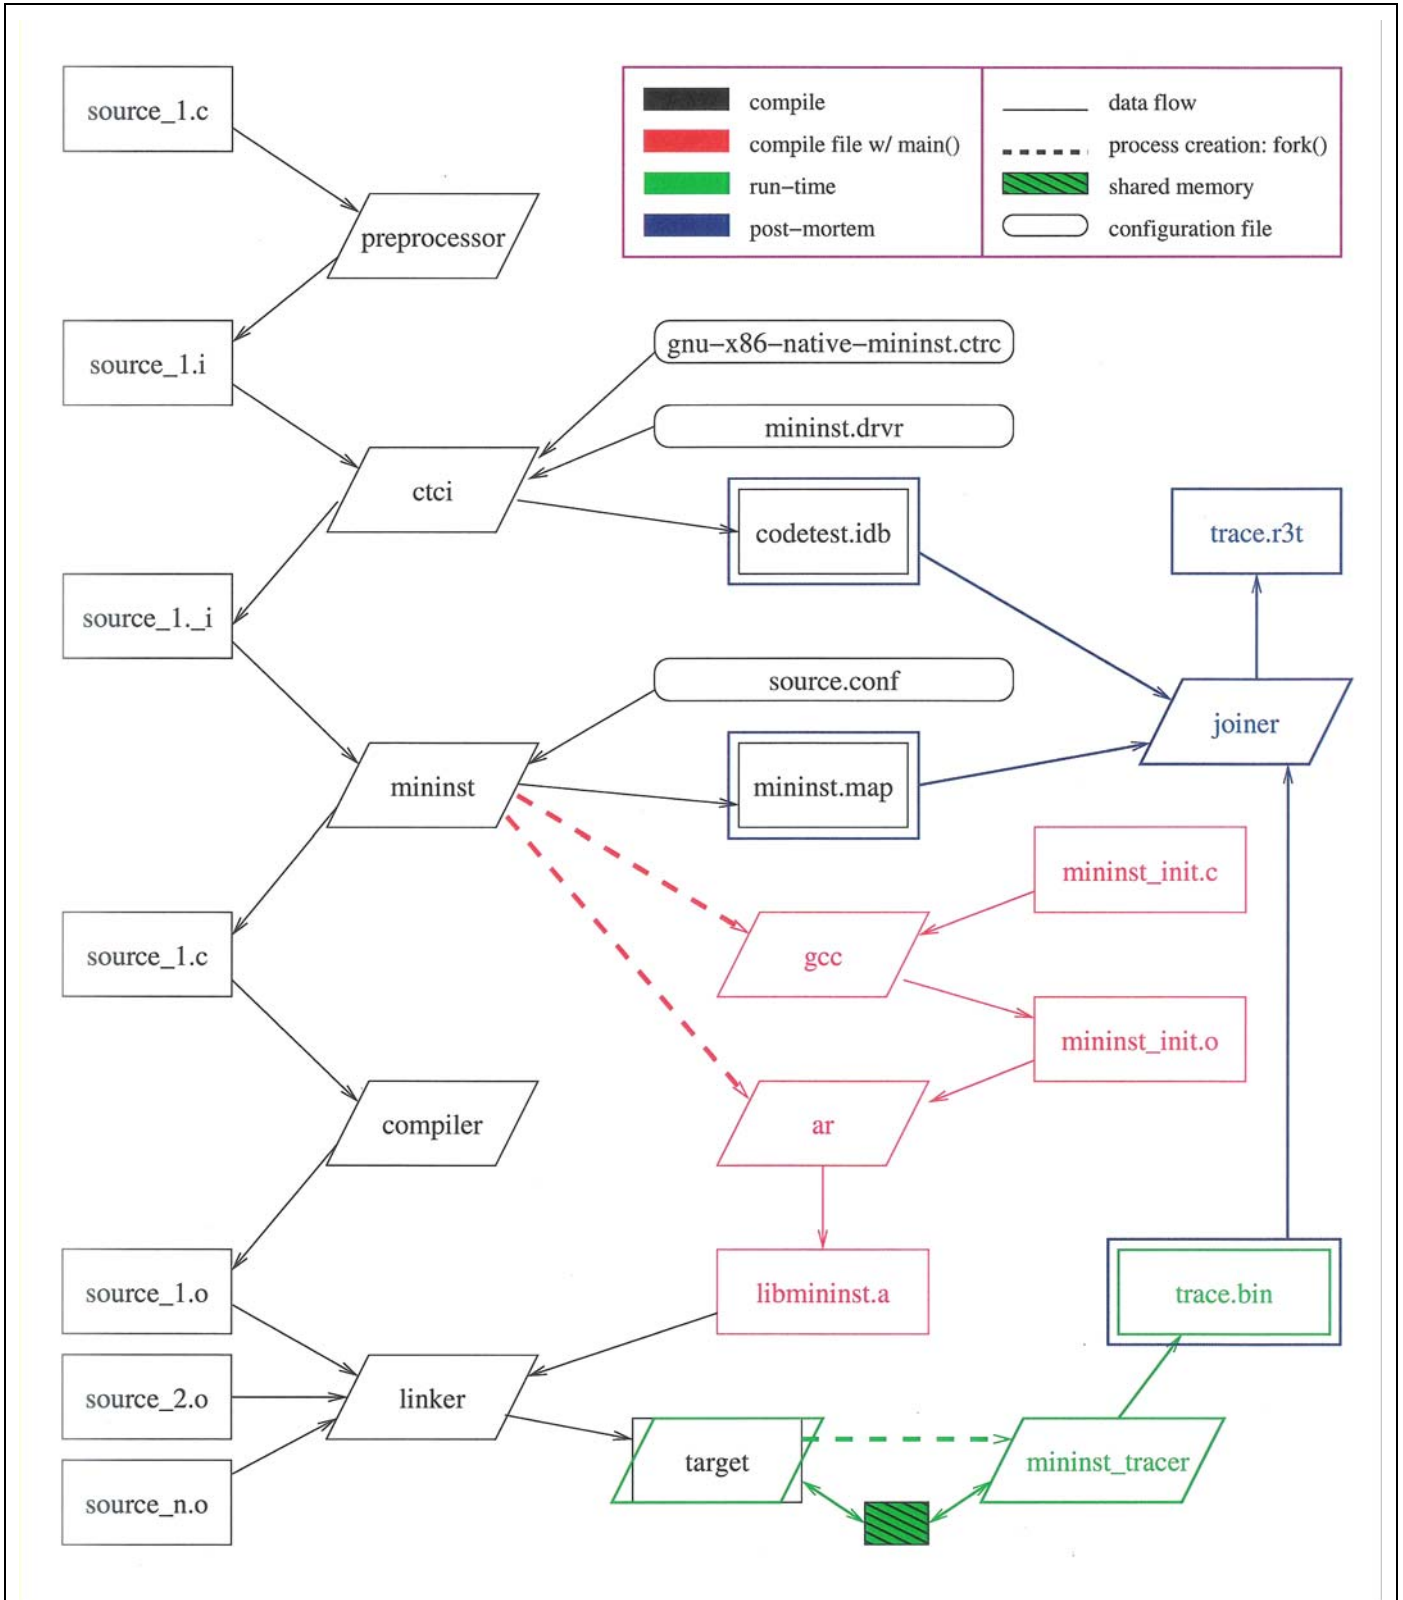 source_1.c
compile
compile file w/ main()
run−time
post−mortem
data flow
process creation: fork()
shared memory
configuration file
preprocessor
source_1.i
gnu−x86−native−mininst.ctrc
mininst.drvr
ctci
codetest.idb
trace.r3t
source_1._i
source.conf
joiner
mininst
mininst.map
mininst_init.c
source_1.c
gcc
mininst_init.o
compiler
ar
source_1.o
libmininst.a
trace.bin
source_2.o
linker
target
mininst_tracer
source_n.o